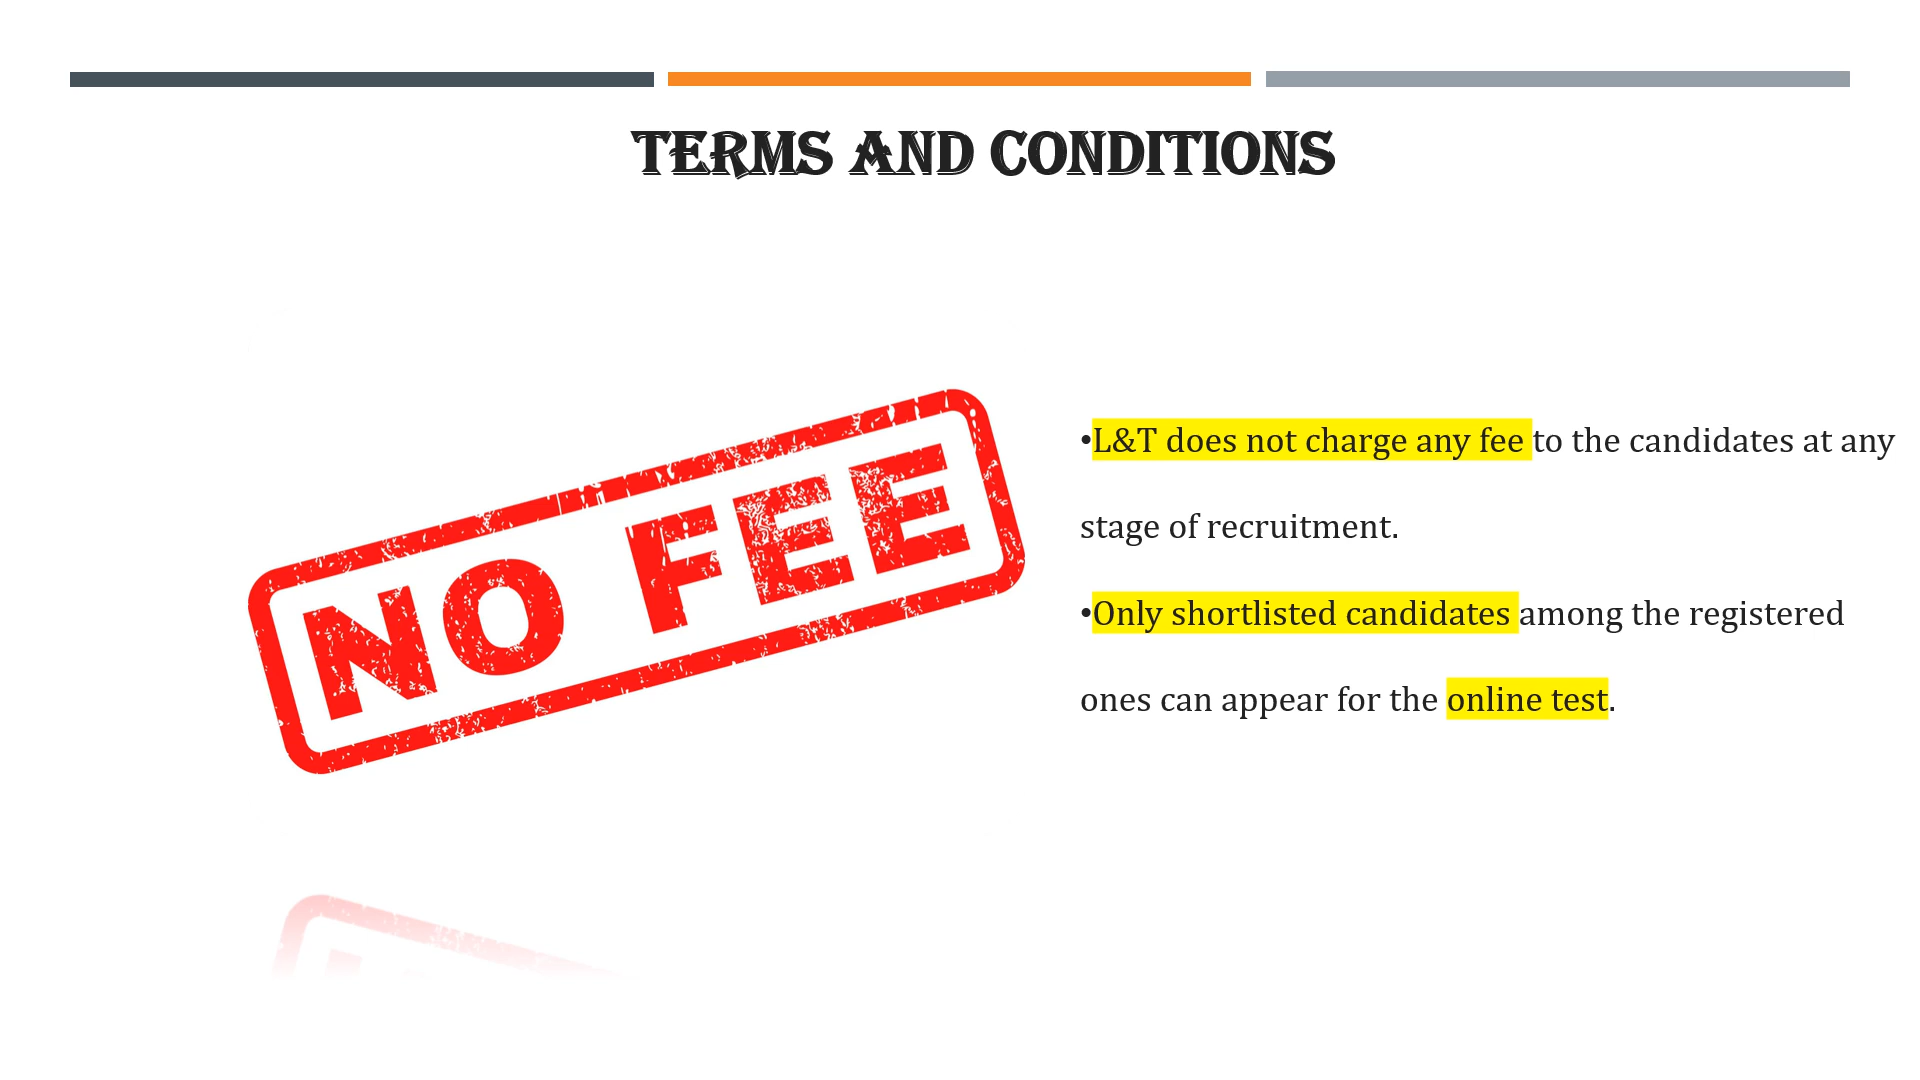 TERMS AND CONDITIONS
NO FEE
•L&T does not charge any fee to the candidates at any
stage of recruitment.
•Only shortlisted candidates among the registered
ones can appear for the online test.